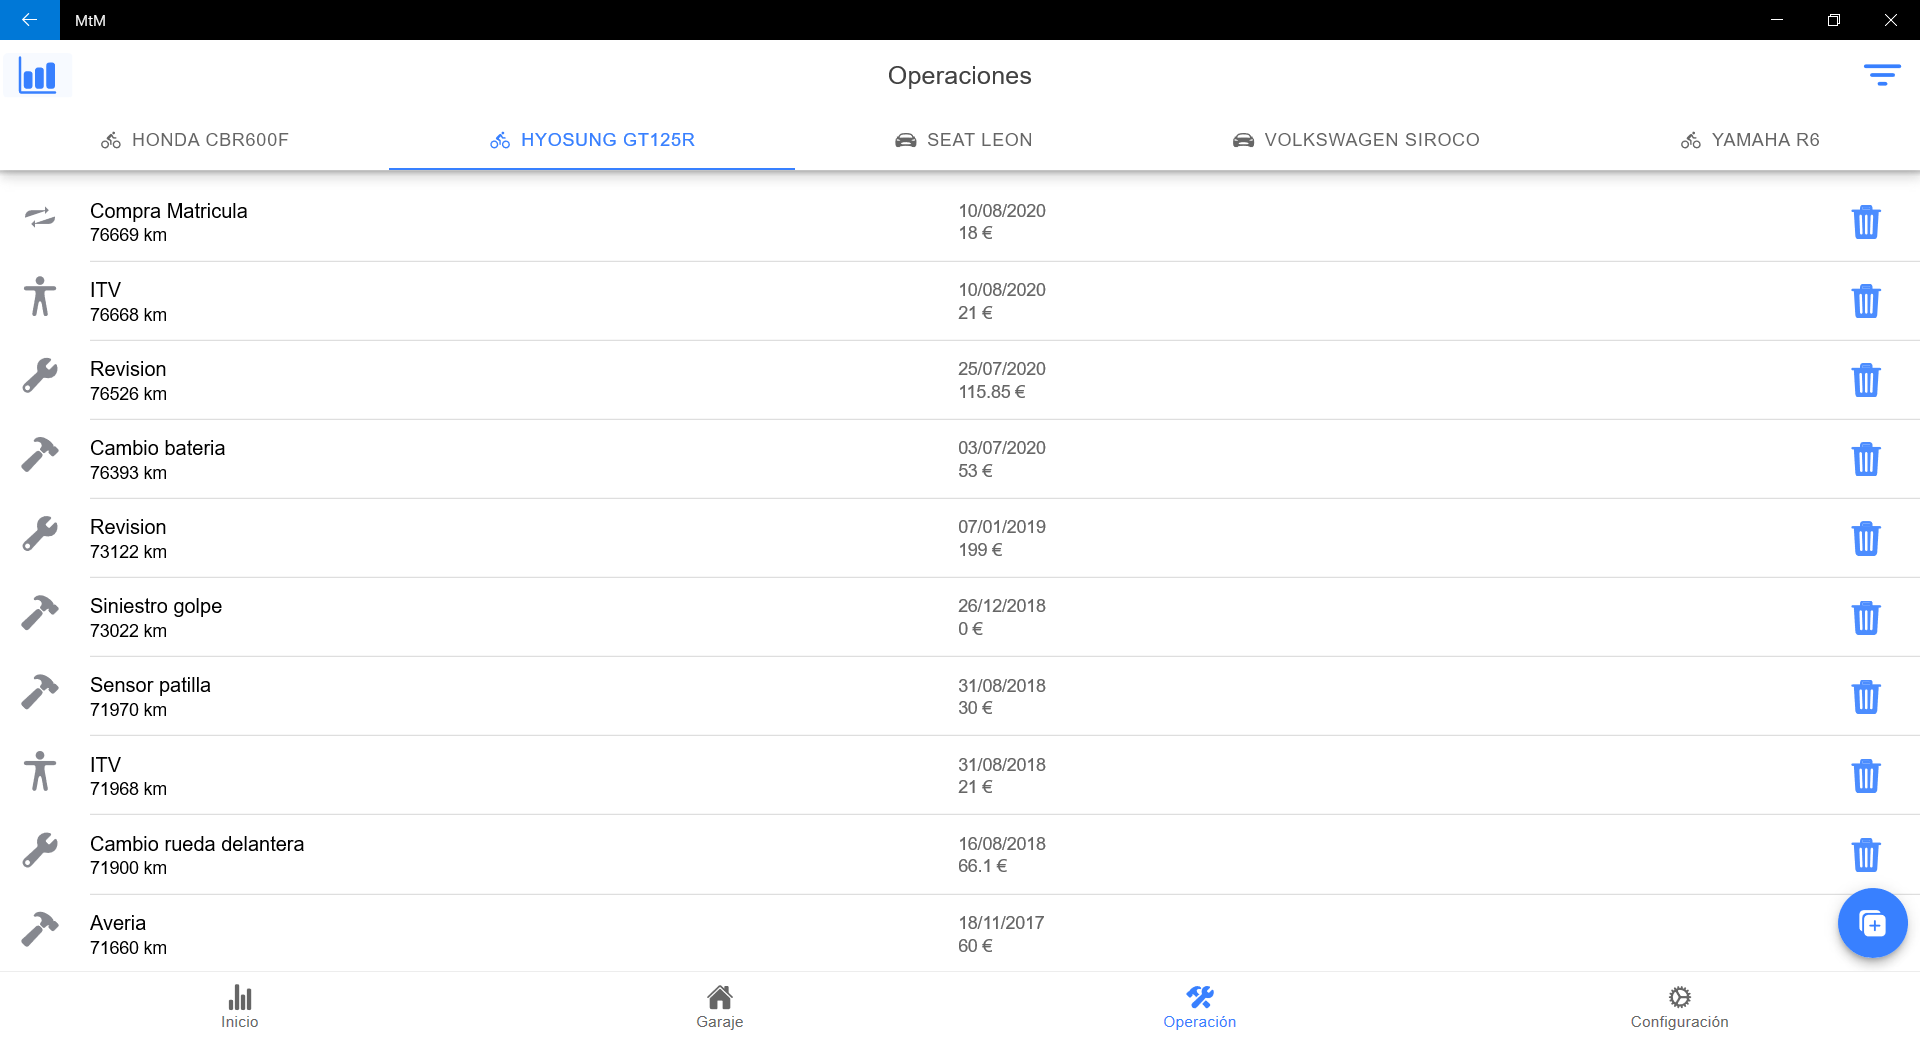 MtM
Operaciones
HONDA CBR600F
HYOSUNG GT125R
SEAT LEON
VOLKSWAGEN SIROCO
YAMAHA R6
Compra Matricula
10/08/2020
76669 km
18 €
ITV
10/08/2020
76668 km
21 €
Revision
25/07/2020
76526 km
115.85 €
Cambio bateria
03/07/2020
76393 km
53 €
Revision
07/01/2019
73122 km
199 €
Siniestro golpe
26/12/2018
73022 km
0 €
Sensor patilla
31/08/2018
71970 km
30 €
ITV
31/08/2018
71968 km
21 €
Cambio rueda delantera
16/08/2018
71900 km
66.1 €
Averia
18/11/2017
71660 km
60 €
Inicio
Garaje
Operación
Configuración